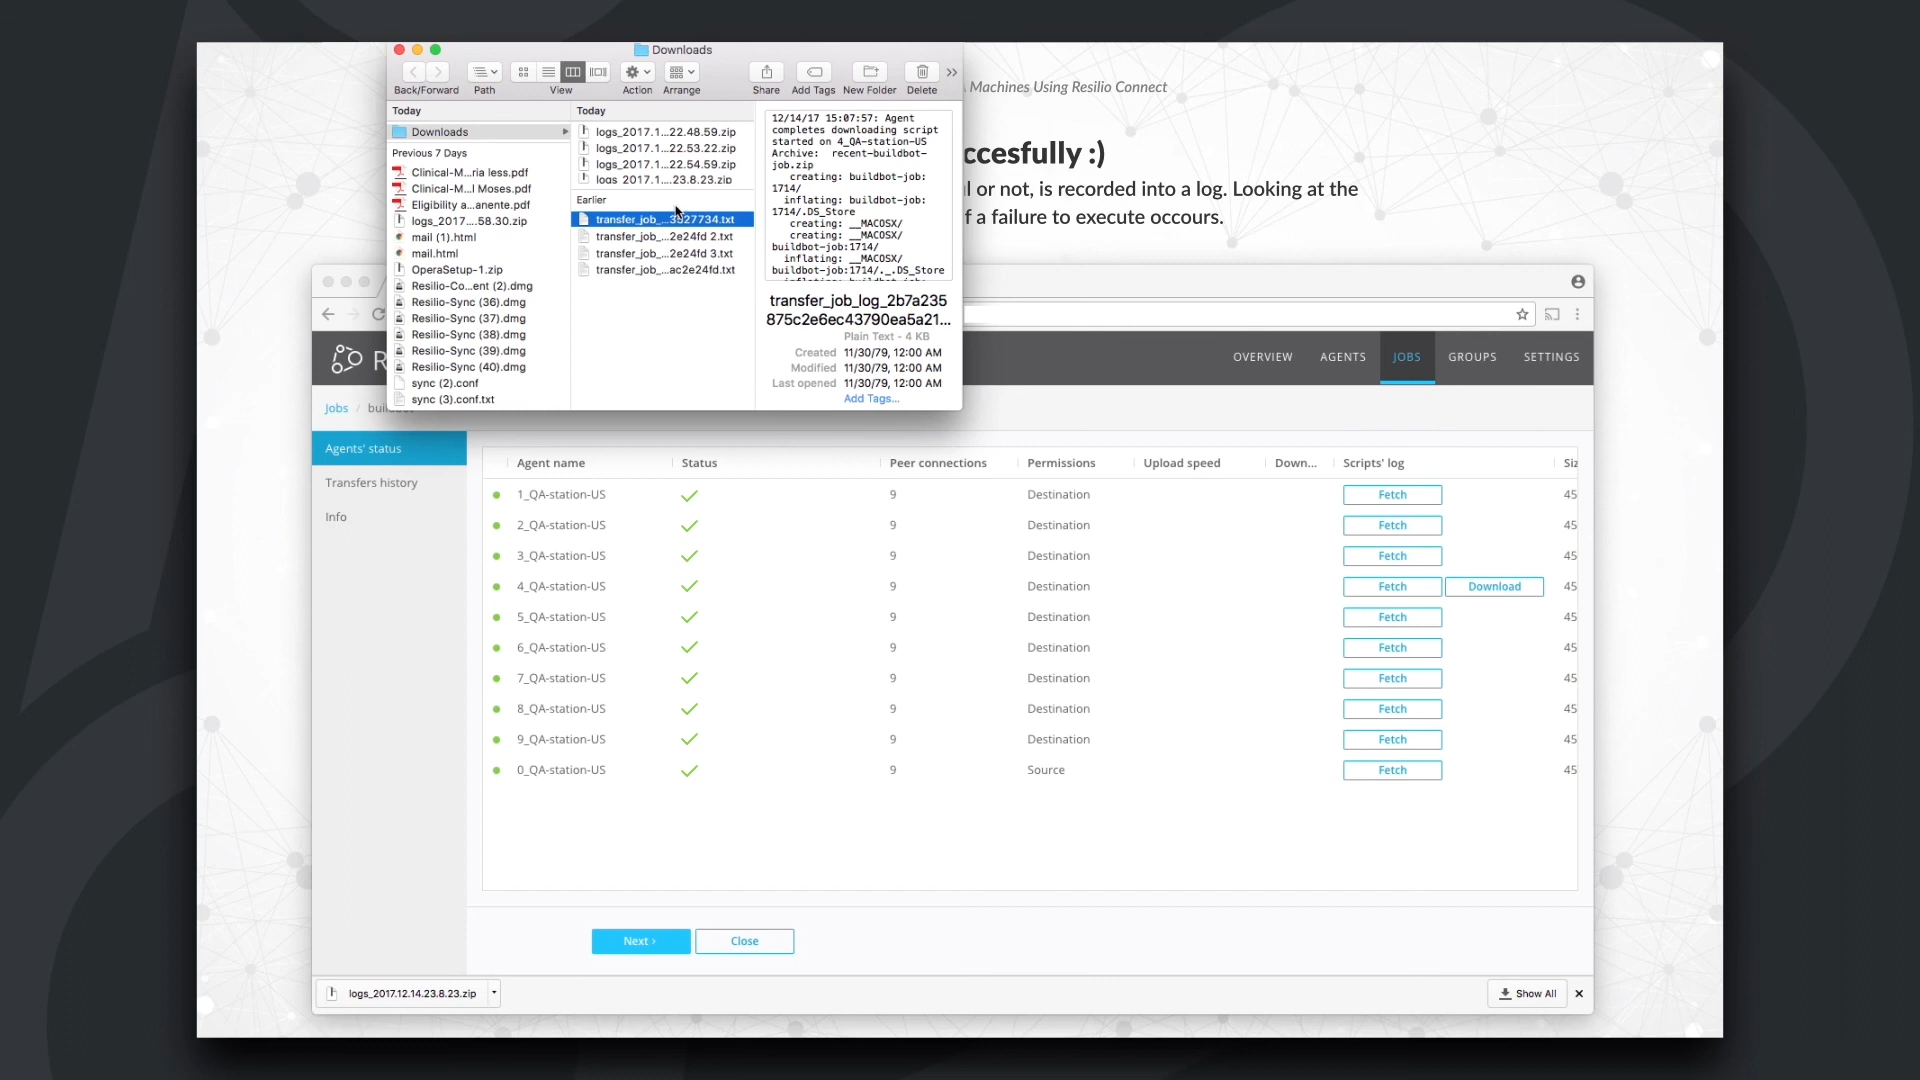 Downloads
Back/Forward Path View Action Arrange Share Add Tags New Folder Delete
Machines Using Resilio Connect
ccesfully :)
l or not, is recorded into a log. Looking at the
f a failure to execute occours.
Today
Downloads
Previous 7 Days
Clinical-M...ria less.pdf
Clinical-M...l Moses.pdf
Eligibility a...anente.pdf
logs_2017....58.30.zip
mail (1).html
mail.html
OperaSetup-1.zip
Resilio-Co...ent (2).dmg
Resilio-Sync (36).dmg
Resilio-Sync (37).dmg
Resilio-Sync (38).dmg
Resilio-Sync (39).dmg
Resilio-Sync (40).dmg
sync (2).conf
sync (3).conf.txt
Today
logs_2017.1...22.48.59.zip
logs_2017.1...22.53.22.zip
logs_2017.1...22.54.59.zip
logs 2017.1....23.8.23.zip
Earlier
transfer_job_...3827734.txt
transfer_job_...2e24fd 2.txt
transfer_job_...2e24fd 3.txt
transfer_job_...ac2e24fd.txt
12/14/17 15:07:57: Agent
completes downloading script
started on 4_QA-station-US
Archive: recent-buildbot-
job.zip
creating: buildbot-job:
1714/
inflating: buildbot-job:
1714/.DS_Store
creating: __MACOSX/
creating: __MACOSX/
buildbot-job:1714/
inflating: __MACOSX/
buildbot-job:1714/._.DS_Store
transfer_job_log_2b7a235
875c2e6ec43790ea5a21...
Plain Text - 4 KB
Created 11/30/79, 12:00 AM
Modified 11/30/79, 12:00 AM
Last opened 11/30/79, 12:00 AM
Add Tags...
R OVERVIEW AGENTS JOBS GROUPS SETTINGS
Jobs / buildbot
Agents' status
Transfers history
Info
Agent name Status Peer connections Permissions Upload speed Down... Scripts' log Siz
1_QA-station-US 9 Destination Fetch 45
2_QA-station-US 9 Destination Fetch 45
3_QA-station-US 9 Destination Fetch 45
4_QA-station-US 9 Destination Fetch Download 45
5_QA-station-US 9 Destination Fetch 45
6_QA-station-US 9 Destination Fetch 45
7_QA-station-US 9 Destination Fetch 45
8_QA-station-US 9 Destination Fetch 45
9_QA-station-US 9 Destination Fetch 45
0_QA-station-US 9 Source Fetch 45
Next › Close
logs_2017.12.14.23.8.23.zip Show All